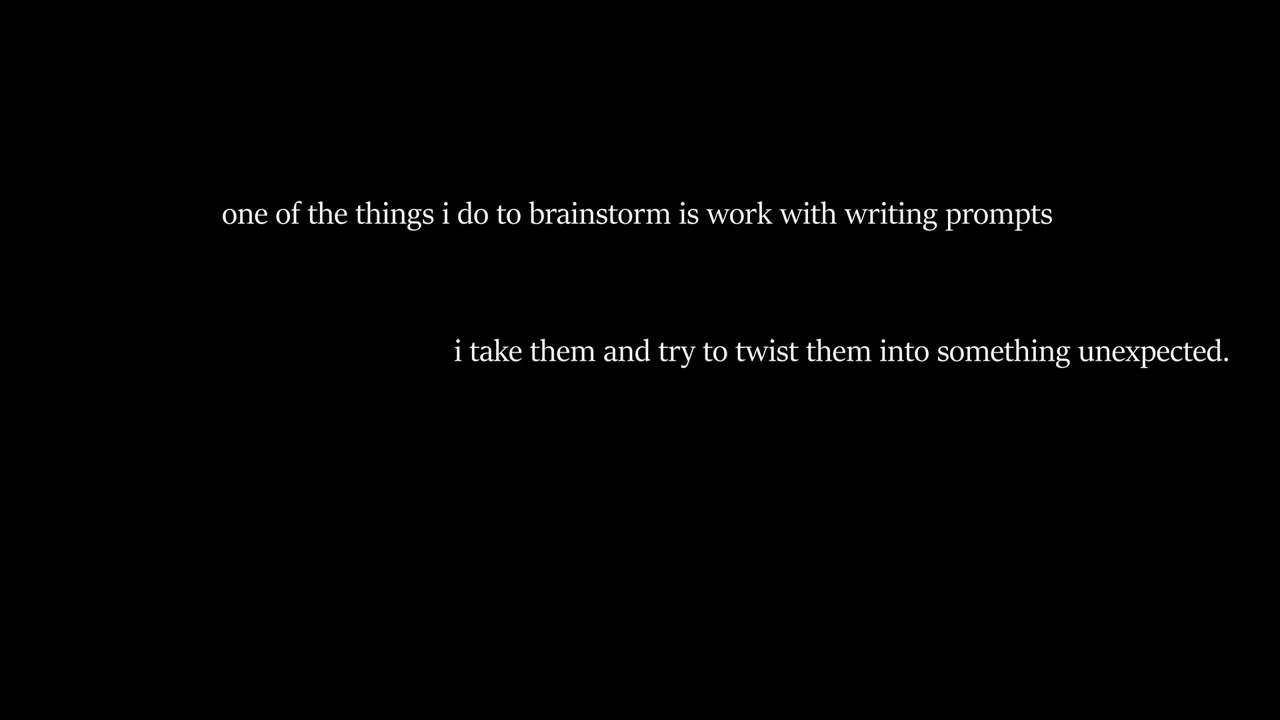 one of the things i do to brainstorm is work with writing prompts
i take them and try to twist them into something unexpected.